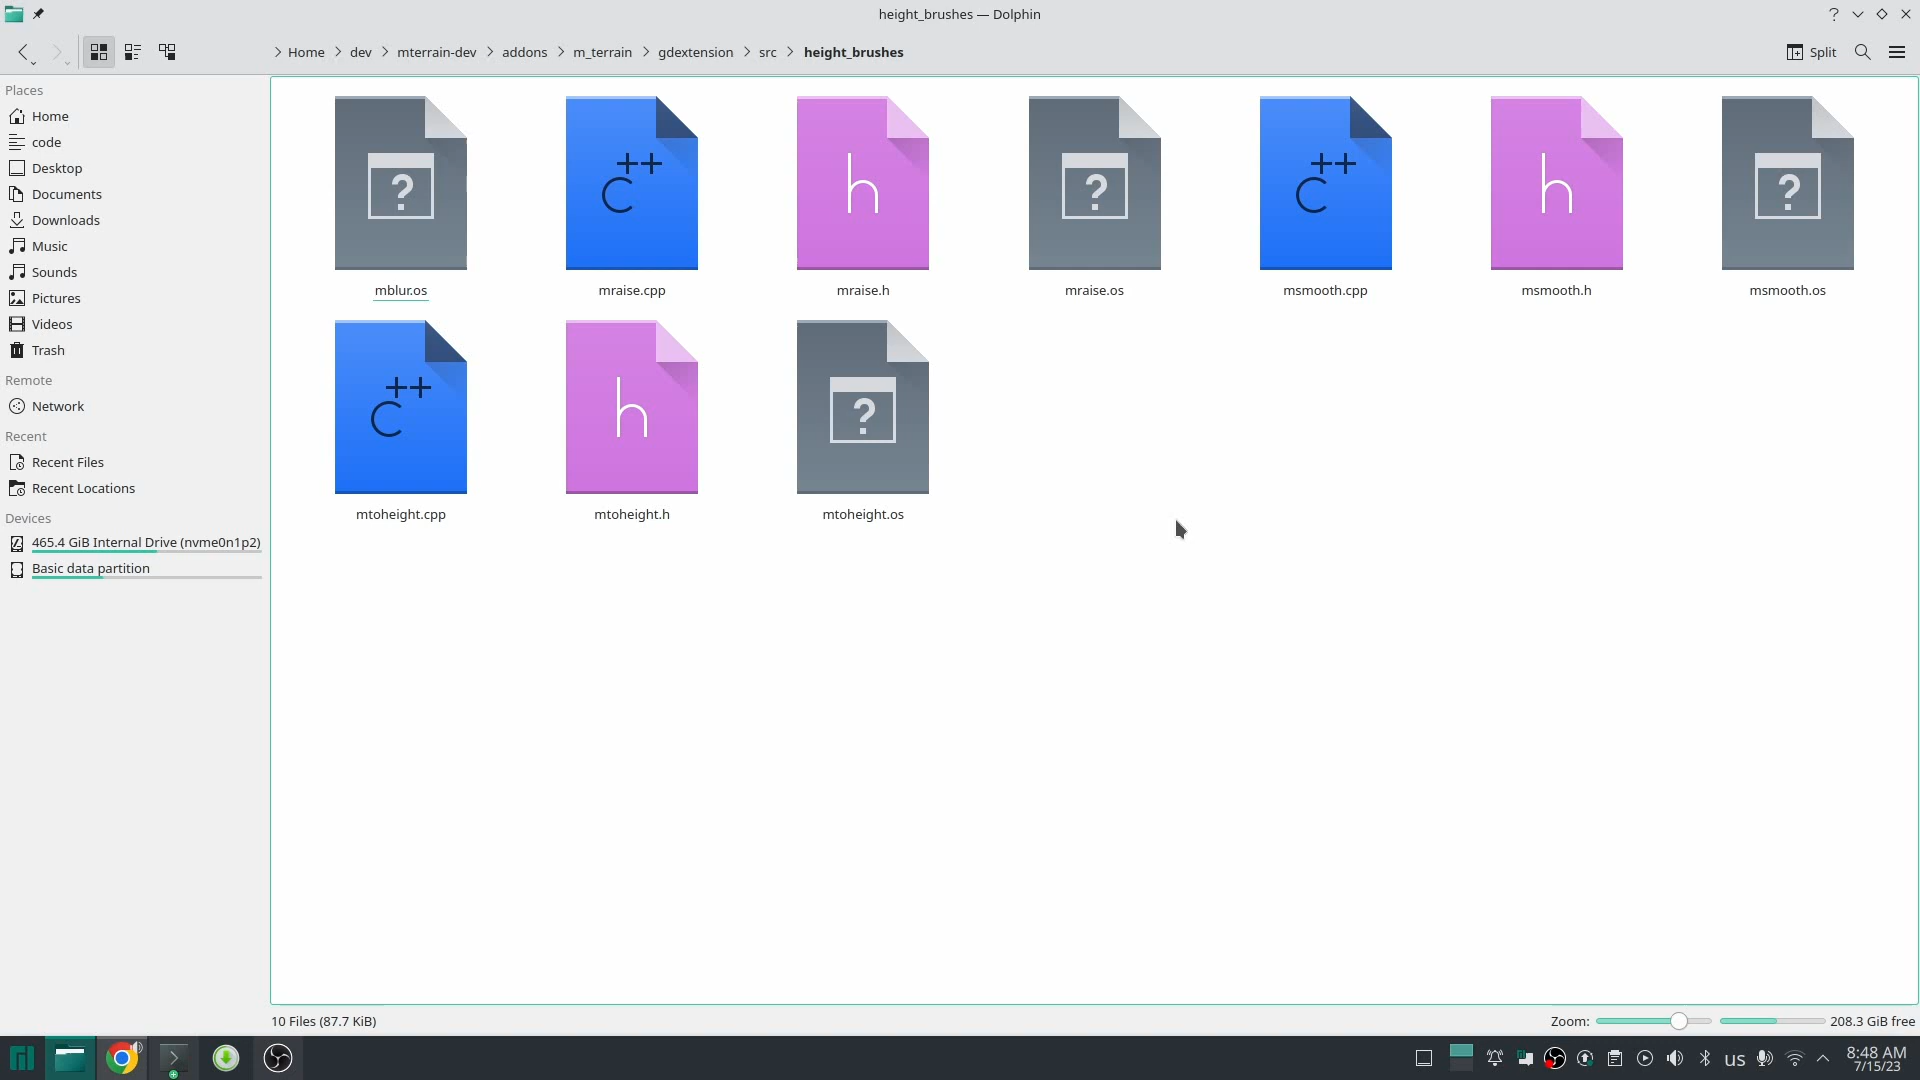 height_brushes — Dolphin
?
Home > dev > mterrain-dev > addons > m_terrain > gdextension > src > height_brushes
Split
Places
Home
code
Desktop
Documents
Downloads
Music
Sounds
Pictures
Videos
Trash
Remote
Network
Recent
Recent Files
Recent Locations
Devices
465.4 GiB Internal Drive (nvme0n1p2)
Basic data partition
? C++ h ? C++ h ?
mblur.os mraise.cpp mraise.h mraise.os msmooth.cpp msmooth.h msmooth.os
C++ h ?
mtoheight.cpp mtoheight.h mtoheight.os
10 Files (87.7 KiB)
Zoom:
208.3 GiB free
us
8:48 AM
7/15/23